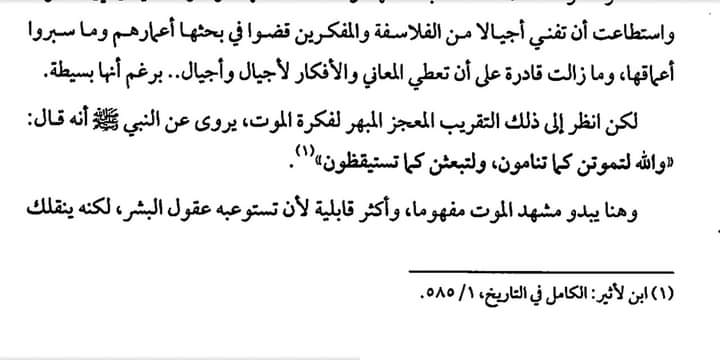 واستطاعت أن تفني أجيالا من الفلاسفة والمفكرين قضوا في بحثها أعمارهم وما سبروا
أعماقها، وما زالت قادرة على أن تعطي المعاني والأفكار لأجيال وأجيال.. برغم أنها بسيطة.
لكن انظر إلى ذلك التقريب المعجز المبهر لفكرة الموت، يروى عن النبي ﷺ أنه قال:
«والله لتموتن كما تنامون، ولتبعثن كما تستيقظون»(١).
وهنا يبدو مشهد الموت مفهوما، وأكثر قابلية لأن تستوعبه عقول البشر، لكنه ينقلك
(١) ابن لأثير: الكامل في التاريخ، ١/ ٥٨٥.